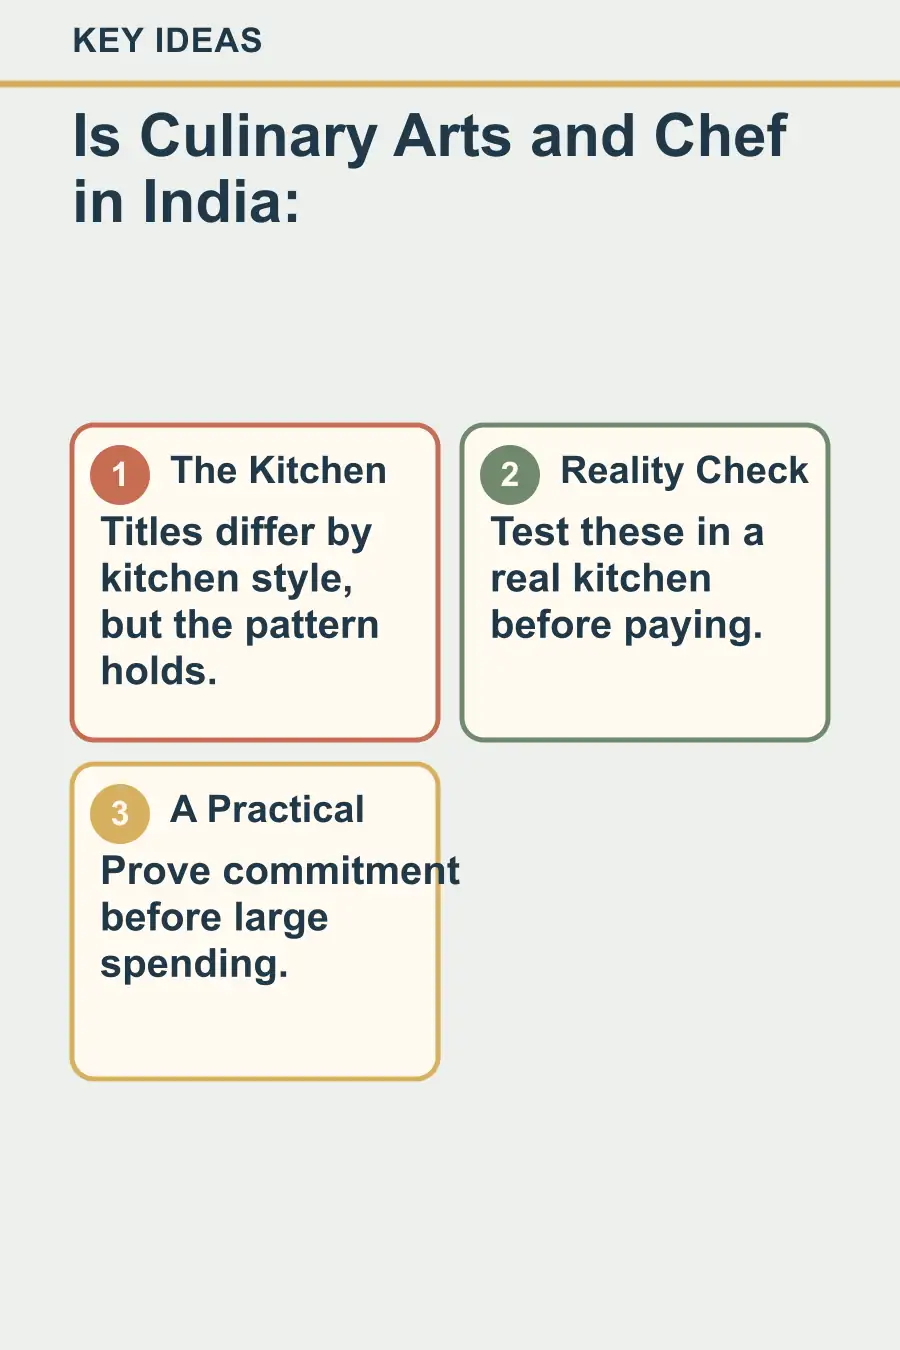 KEY IDEAS
Is Culinary Arts and Chef
in India:
1 The Kitchen
Titles differ by
kitchen style,
but the pattern
holds.
2 Reality Check
Test these in a
real kitchen
before paying.
3 A Practical
Prove commitment
before large
spending.